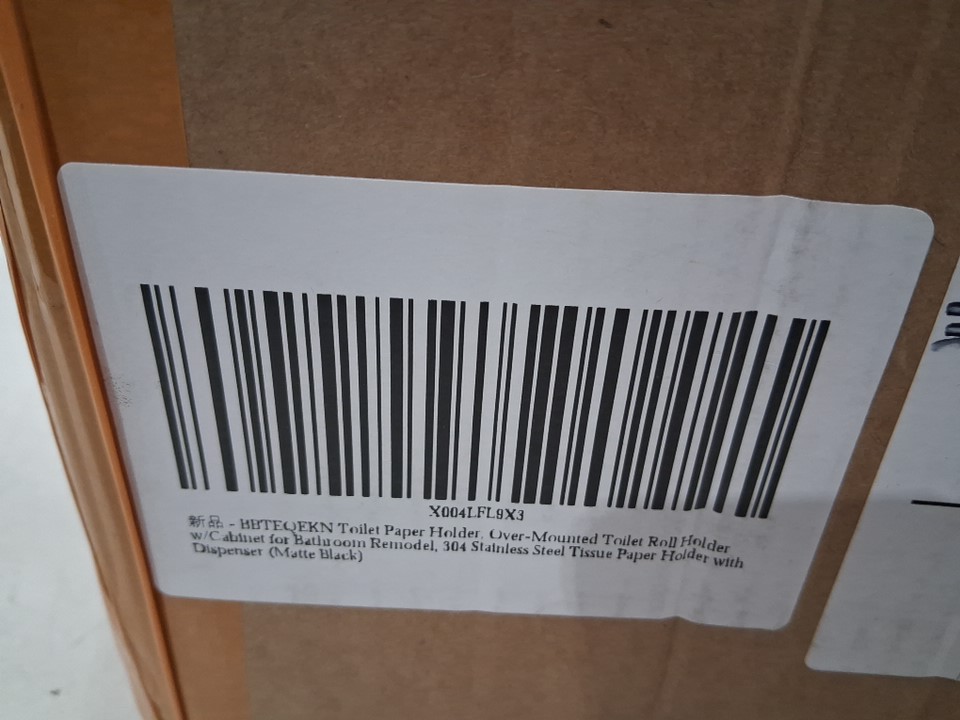 X004LFL9X3
新品 - BBTEQEKN Toilet Paper Holder, Over-Mounted Toilet Roll Holder
w/Cabinet for Bathroom Remodel, 304 Stainless Steel Tissue Paper Holder with
Dispenser (Matte Black)